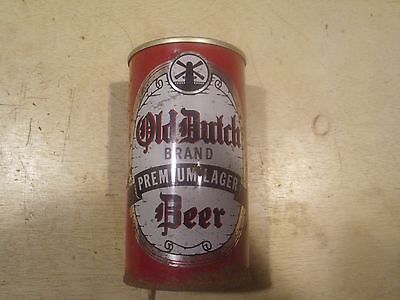 Old Dutch
BRAND
PREMIUM LAGER
Beer